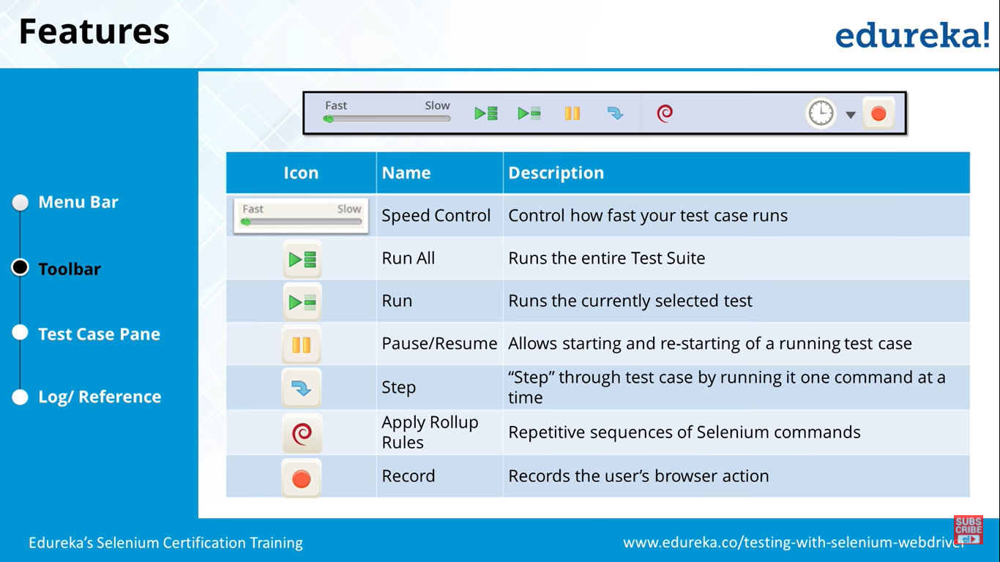 Features
edureka!
Fast Slow
Icon Name Description
Fast Slow
Speed Control Control how fast your test case runs
Run All Runs the entire Test Suite
Run Runs the currently selected test
Pause/Resume Allows starting and re-starting of a running test case
Step “Step” through test case by running it one command at a
time
Apply Rollup
Rules
Repetitive sequences of Selenium commands
Record Records the user’s browser action
Menu Bar
Toolbar
Test Case Pane
Log/ Reference
Edureka’s Selenium Certification Training
www.edureka.co/testing-with-selenium-webdriver
SUBS
CRIBE
e!